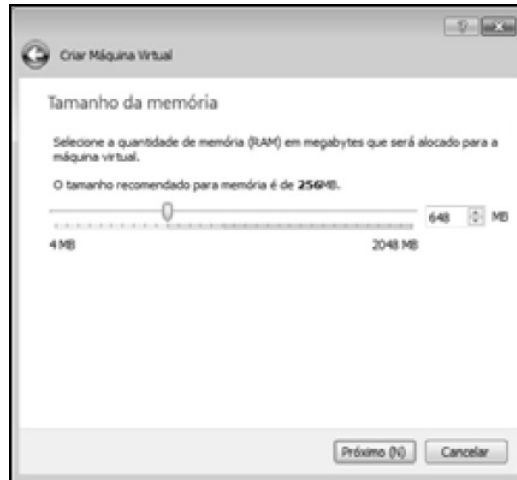 Criar Máquina Virtual
Tamanho da memória
Selecione a quantidade de memória (RAM) em megabytes que será alocado para a
máquina virtual.
O tamanho recomendado para memória é de 256MB.
648 MB
4 MB 2048 MB
Próximo (N) Cancelar